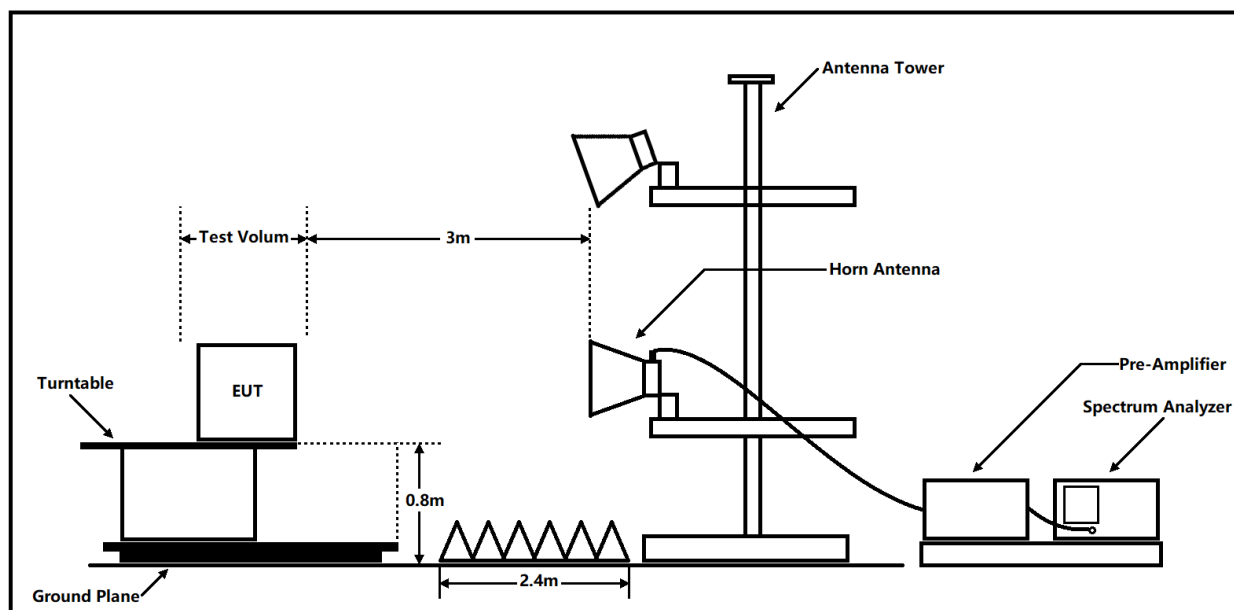 Antenna Tower
Test Volum
3m
Horn Antenna
Turntable
EUT
Pre-Amplifier
Spectrum Analyzer
0.8m
2.4m
Ground Plane